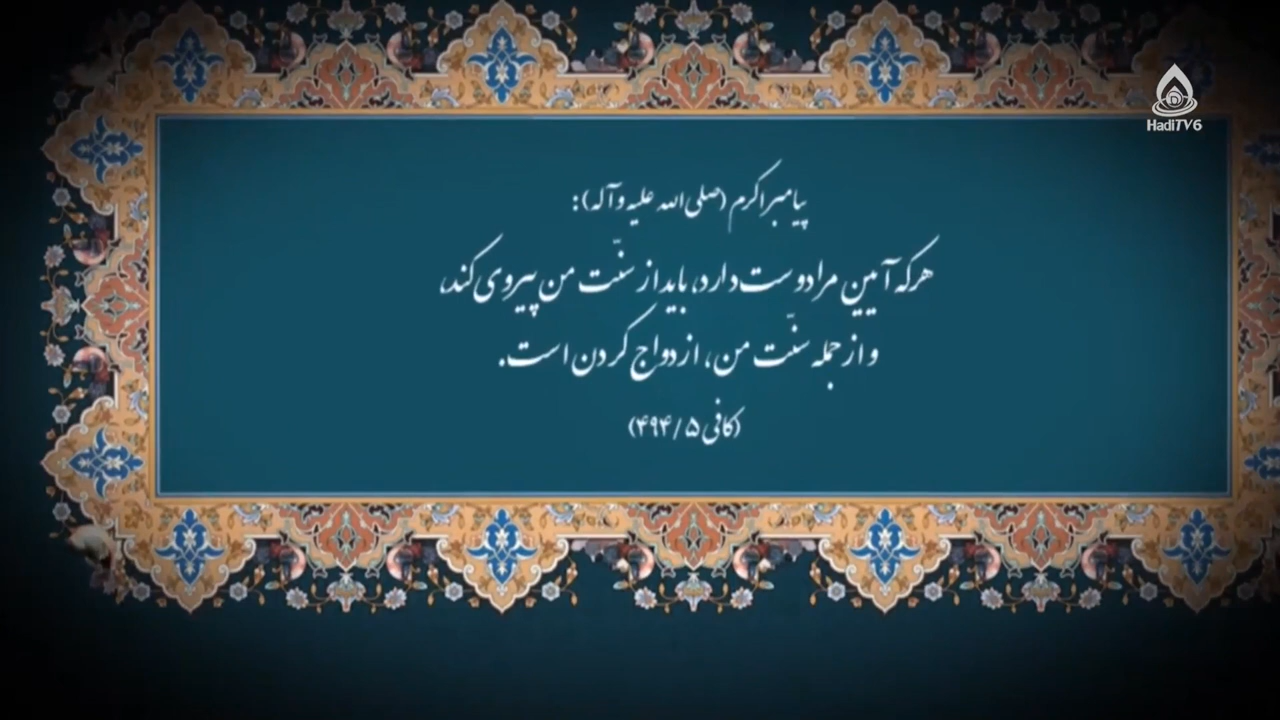 HadiTV6
پیامبر اکرم (صلی الله علیه و آله):
هر که آیین مرا دوست دارد، باید از سنّت من پیروی کند،
و از جمله سنّت من، ازدواج کردن است.
(کافی ۵ / ۴۹۴)